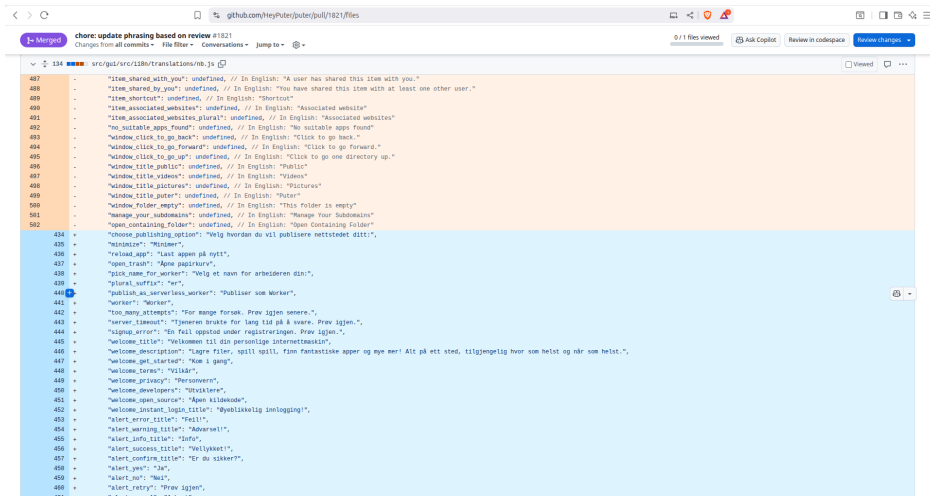 github.com/HeyPuter/puter/pull/1821/files
Merged
chore: update phrasing based on review #1821
Changes from all commits File filter Conversations Jump to
0 / 1 files viewed
Ask Copilot
Review in codespace
Review changes
134 src/gui/src/i18n/translations/nb.js
Viewed
487 - "item_shared_with_you": undefined, // In English: "A user has shared this item with you."
488 - "item_shared_by_you": undefined, // In English: "You have shared this item with at least one other user."
489 - "item_shortcut": undefined, // In English: "Shortcut"
490 - "item_associated_websites": undefined, // In English: "Associated website"
491 - "item_associated_websites_plural": undefined, // In English: "Associated websites"
492 - "no_suitable_apps_found": undefined, // In English: "No suitable apps found"
493 - "window_click_to_go_back": undefined, // In English: "Click to go back."
494 - "window_click_to_go_forward": undefined, // In English: "Click to go forward."
495 - "window_click_to_go_up": undefined, // In English: "Click to go one directory up."
496 - "window_title_public": undefined, // In English: "Public"
497 - "window_title_videos": undefined, // In English: "Videos"
498 - "window_title_pictures": undefined, // In English: "Pictures"
499 - "window_title_puter": undefined, // In English: "Puter"
500 - "window_folder_empty": undefined, // In English: "This folder is empty"
501 - "manage_your_subdomains": undefined, // In English: "Manage Your Subdomains"
502 - "open_containing_folder": undefined, // In English: "Open Containing Folder"
434 + "choose_publishing_option": "Velg hvordan du vil publisere nettstedet ditt:",
435 + "minimize": "Minimer",
436 + "reload_app": "Last appen på nytt",
437 + "open_trash": "Åpne papirkurv",
438 + "pick_name_for_worker": "Velg et navn for arbeideren din:",
439 + "plural_suffix": "er",
440 + "publish_as_serverless_worker": "Publiser som Worker",
441 + "worker": "Worker",
442 + "too_many_attempts": "For mange forsøk. Prøv igjen senere.",
443 + "server_timeout": "Tjeneren brukte for lang tid på å svare. Prøv igjen.",
444 + "signup_error": "En feil oppstod under registreringen. Prøv igjen.",
445 + "welcome_title": "Velkommen til din personlige internettmaskin",
446 + "welcome_description": "Lagre filer, spill spill, finn fantastiske apper og mye mer! Alt på ett sted, tilgjengelig hvor som helst og når som helst.",
447 + "welcome_get_started": "Kom i gang",
448 + "welcome_terms": "Vilkår",
449 + "welcome_privacy": "Personvern",
450 + "welcome_developers": "Utviklere",
451 + "welcome_open_source": "Åpen kildekode",
452 + "welcome_instant_login_title": "Øyeblikkelig innlogging!",
453 + "alert_error_title": "Feil!",
454 + "alert_warning_title": "Advarsel!",
455 + "alert_info_title": "Info",
456 + "alert_success_title": "Vellykket!",
457 + "alert_confirm_title": "Er du sikker?",
458 + "alert_yes": "Ja",
459 + "alert_no": "Nei",
460 + "alert_retry": "Prøv igjen",